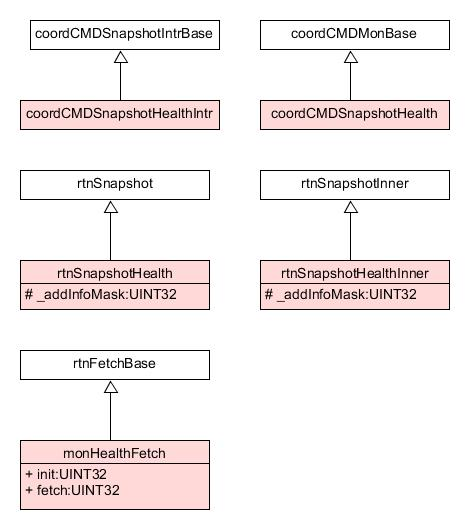 coordCMDSnapshotIntrBase
coordCMDMonBase
coordCMDSnapshotHealthIntr
coordCMDSnapshotHealth
rtnSnapshot
rtnSnapshotInner
rtnSnapshotHealth
# _addInfoMask:UINT32
rtnSnapshotHealthInner
# _addInfoMask:UINT32
rtnFetchBase
monHealthFetch
+ init:UINT32
+ fetch:UINT32